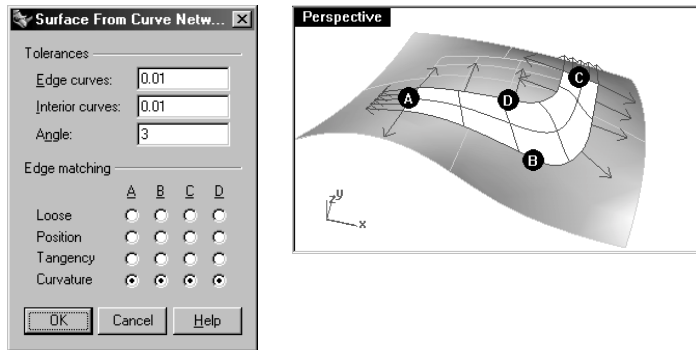 Surface From Curve Netw...
Tolerances
Edge curves: 0.01
Interior curves: 0.01
Angle: 3
Edge matching
A B C D
Loose
Position
Tangency
Curvature
OK Cancel Help
Perspective
A
D
C
B
z y
x